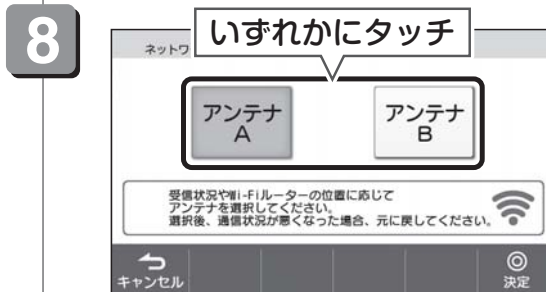 8
いずれかにタッチ
ネットワ
アンテナ
A
アンテナ
B
受信状況やWi-Fiルーターの位置に応じて
アンテナを選択してください。
選択後、通信状況が悪くなった場合、元に戻してください。
キャンセル
決定